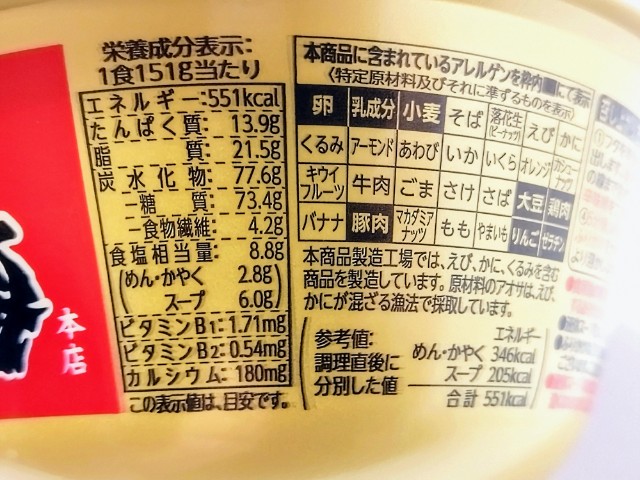 栄養成分表示:
1食151g当たり
エネルギー:551kcal
たんぱく質: 13.9g
脂　　質: 21.5g
炭水化物: 77.6g
−糖　質: 73.4g
−食物繊維: 4.2g
食塩相当量: 8.8g
(めん・かやく 2.8g)
(スープ 6.0g)
ビタミンB1: 1.71mg
ビタミンB2: 0.54mg
カルシウム: 180mg
この表示値は、目安です。
本商品に含まれているアレルゲンを枠内■にて表示
〈特定原材料及びそれに準ずるものを表示〉
卵 乳成分 小麦 そば 落花生(ピーナッツ) えび かに
くるみ アーモンド あわび いか いくら オレンジ カシューナッツ
キウイフルーツ 牛肉 ごま さけ さば 大豆 鶏肉
バナナ 豚肉 マカダミアナッツ もも やまいも りんご ゼラチン
本商品製造工場では、えび、かに、くるみを含む
商品を製造しています。原材料のアオサは、えび、
かにが混ざる漁法で採取しています。
参考値:
調理直後に
分別した値
エネルギー
めん・かやく 346kcal
スープ 205kcal
合計 551kcal
本店